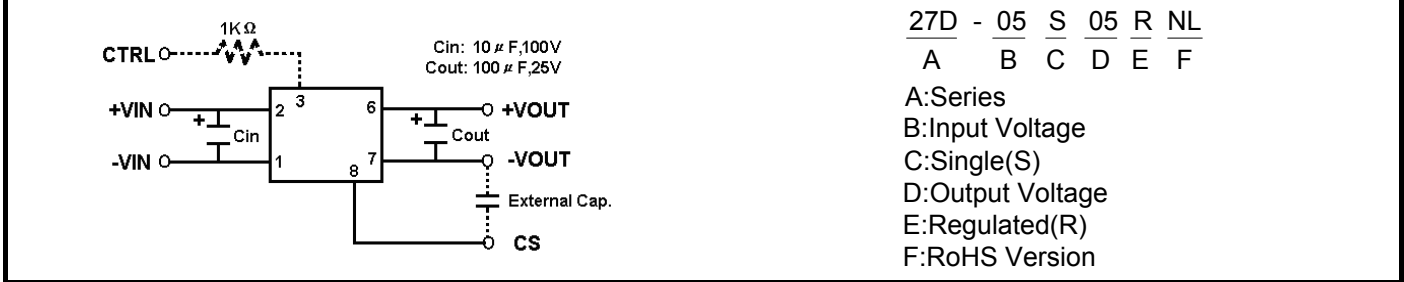 1KΩ
CTRL
Cin: 10μF,100V
Cout: 100μF,25V
+VIN
2
3
6
+VOUT
+
Cin
+
Cout
-VIN
1
8
7
-VOUT
External Cap.
CS
27D - 05 S 05 R NL
A B C D E F
A:Series
B:Input Voltage
C:Single(S)
D:Output Voltage
E:Regulated(R)
F:RoHS Version